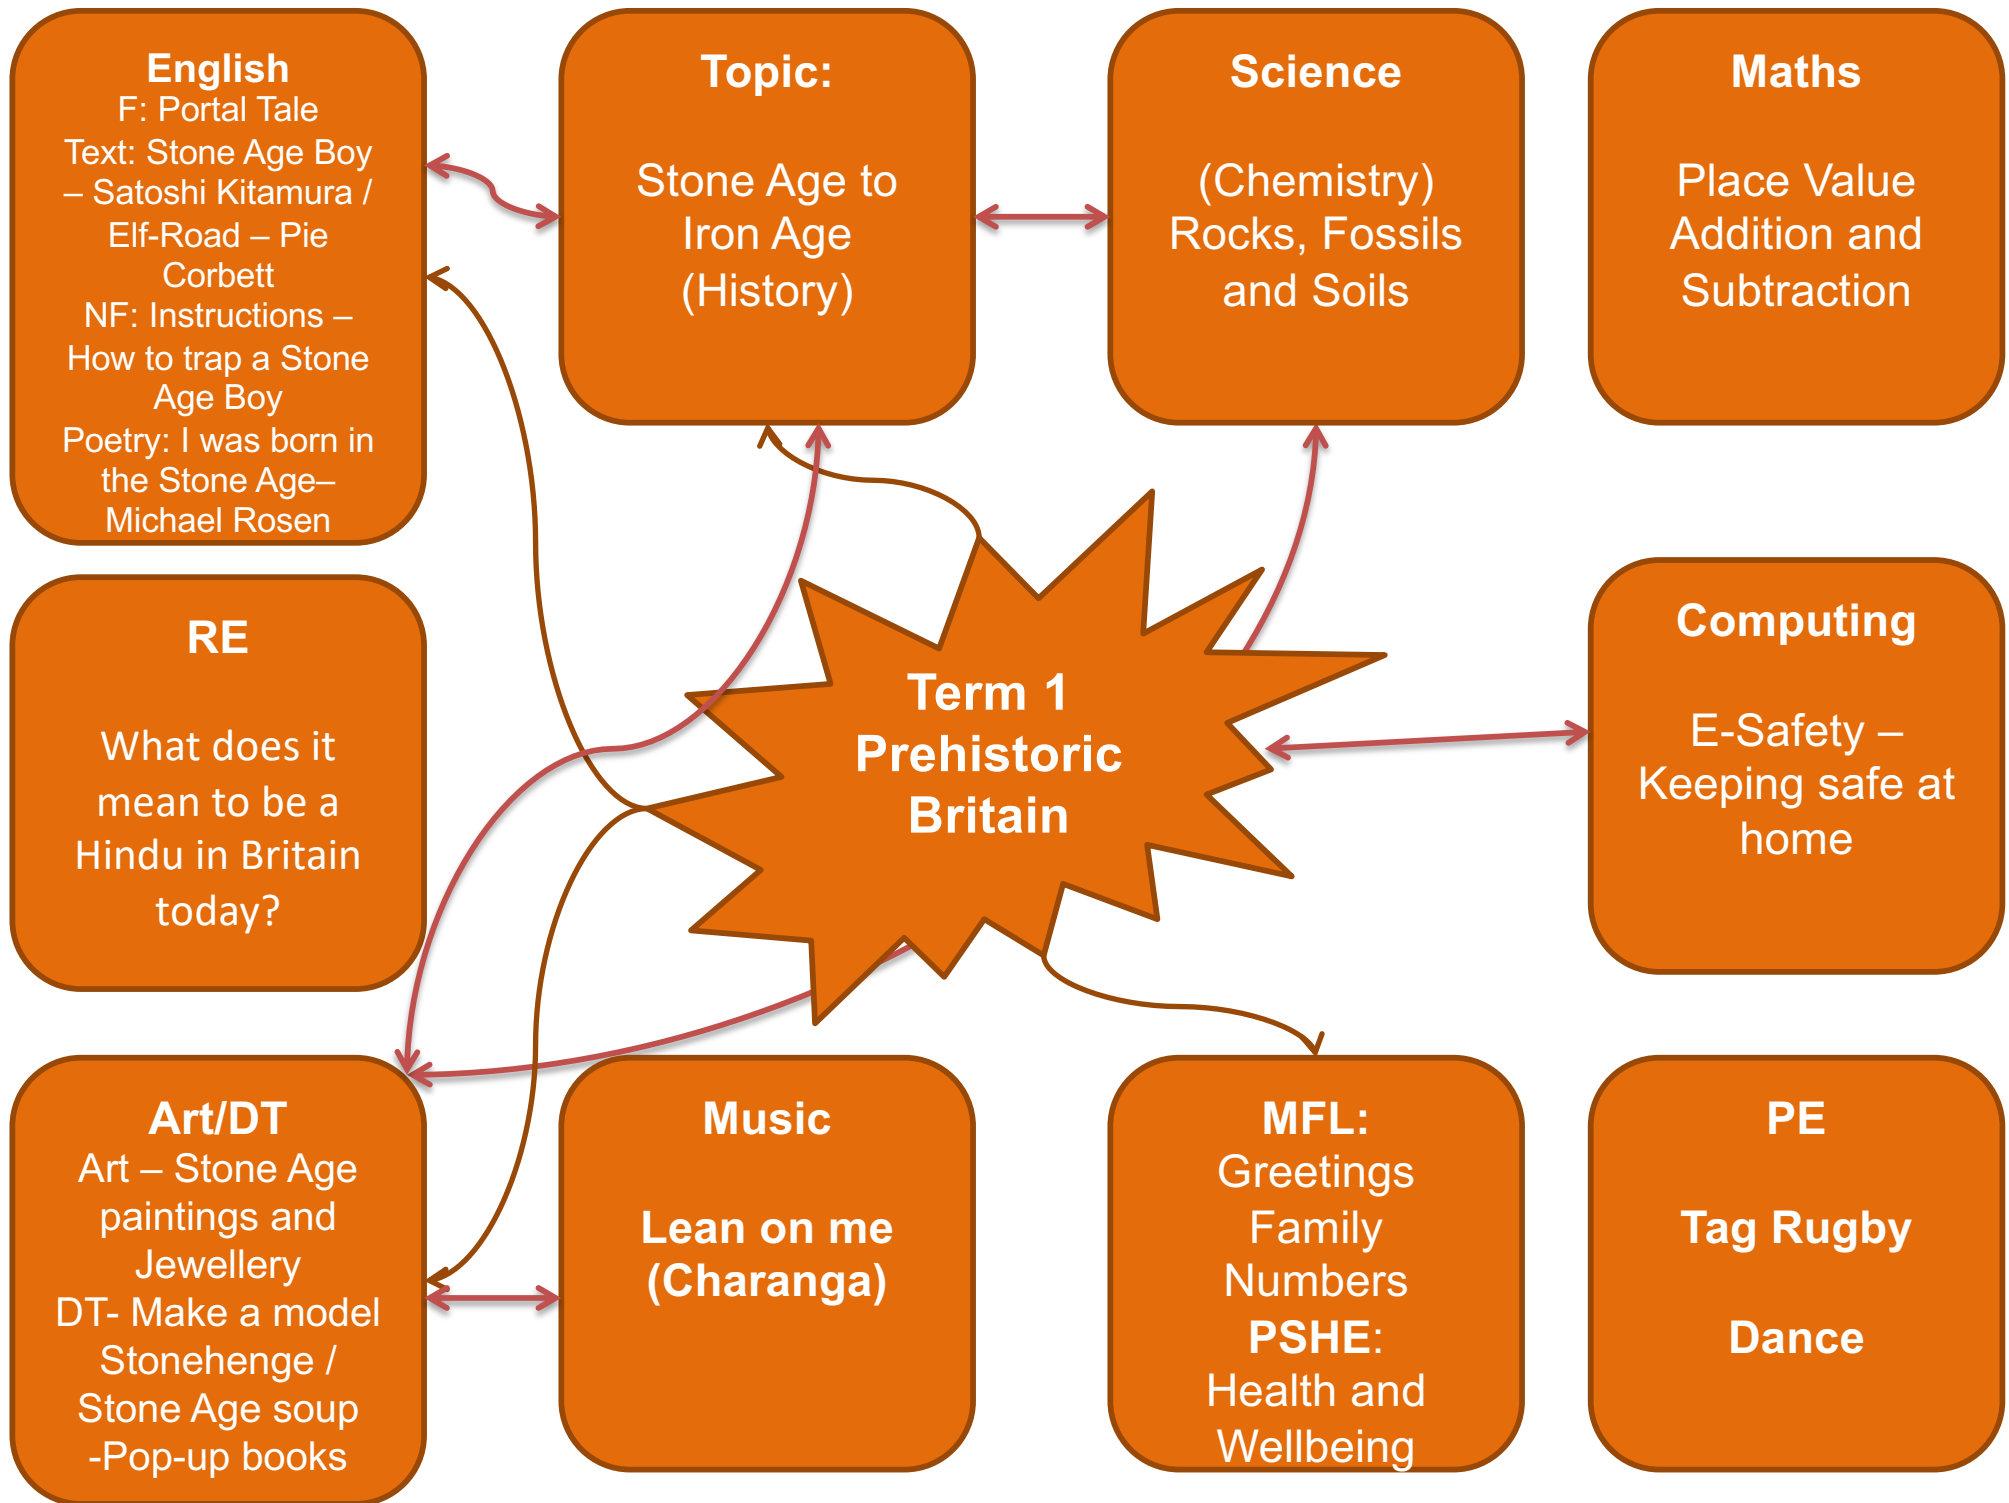 English
F: Portal Tale
Text: Stone Age Boy
– Satoshi Kitamura /
Elf-Road – Pie
Corbett
NF: Instructions –
How to trap a Stone
Age Boy
Poetry: I was born in
the Stone Age–
Michael Rosen
Topic:
Stone Age to
Iron Age
(History)
Science
(Chemistry)
Rocks, Fossils
and Soils
Maths
Place Value
Addition and
Subtraction
RE
What does it
mean to be a
Hindu in Britain
today?
Term 1
Prehistoric
Britain
Computing
E-Safety –
Keeping safe at
home
Art/DT
Art – Stone Age
paintings and
Jewellery
DT- Make a model
Stonehenge /
Stone Age soup
-Pop-up books
Music
Lean on me
(Charanga)
MFL:
Greetings
Family
Numbers
PSHE:
Health and
Wellbeing
PE
Tag Rugby
Dance